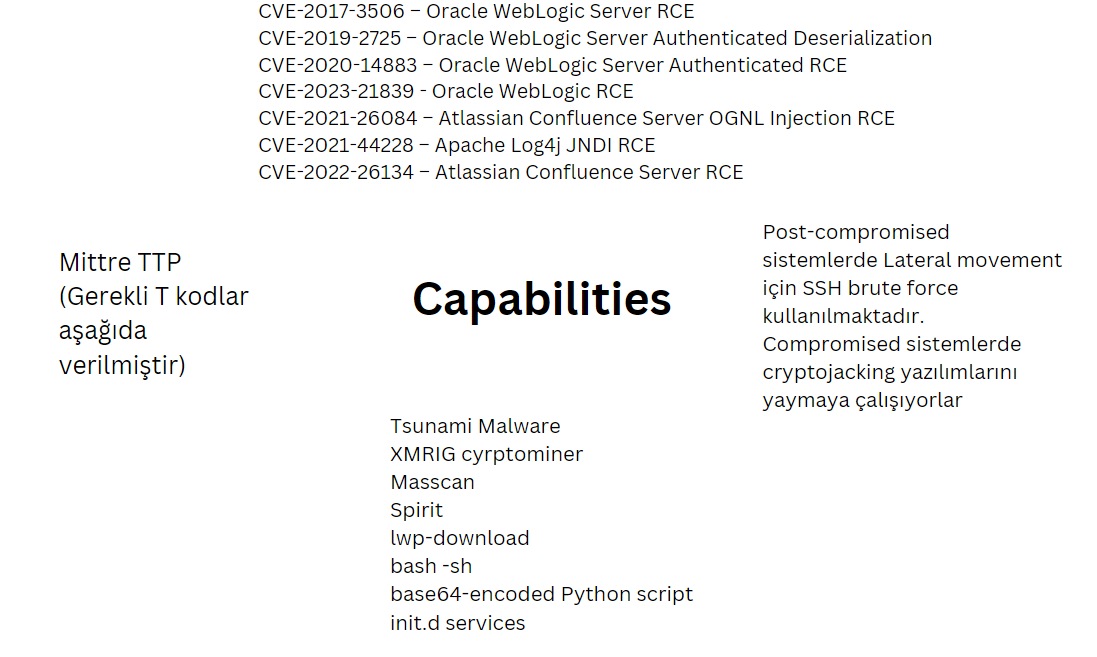 CVE-2017-3506 – Oracle WebLogic Server RCE
CVE-2019-2725 – Oracle WebLogic Server Authenticated Deserialization
CVE-2020-14883 – Oracle WebLogic Server Authenticated RCE
CVE-2023-21839 - Oracle WebLogic RCE
CVE-2021-26084 – Atlassian Confluence Server OGNL Injection RCE
CVE-2021-44228 – Apache Log4j JNDI RCE
CVE-2022-26134 – Atlassian Confluence Server RCE
Mittre TTP
(Gerekli T kodlar
aşağıda
verilmiştir)
Capabilities
Post-compromised
sistemlerde Lateral movement
için SSH brute force
kullanılmaktadır.
Compromised sistemlerde
cryptojacking yazılımlarını
yaymaya çalışıyorlar
Tsunami Malware
XMRIG cyrptominer
Masscan
Spirit
lwp-download
bash -sh
base64-encoded Python script
init.d services